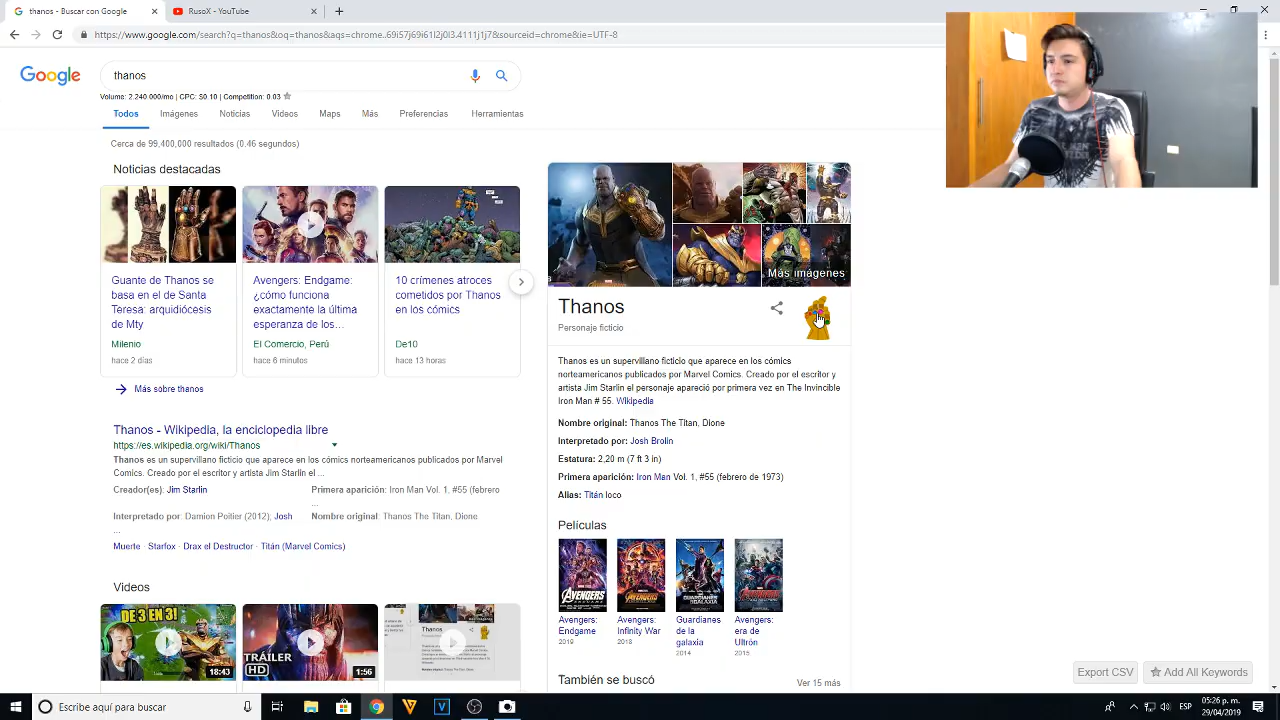 thanos - Buscar con Google
RusoX - YouTube
https://www.google.com/search?q=thanos&oq=thanos&aqs=chrome..69i57j69i61l2j0l3.4111j1j7&sourceid=chrome&ie=UTF-8
Google
thanos
Volume: 2,240,000/mo | CPC: $0.10 | Competition: 0.03
Todos
Imágenes
Noticias
Videos
Maps
Más
Preferencias
Herramientas
Cerca de 99,400,000 resultados (0.46 segundos)
Noticias destacadas
Guante de Thanos se
basa en el de Santa
Teresa: arquidiócesis
de Mty
Milenio
hace 2 días
Avengers: Endgame:
¿cómo funciona
exactamente la última
esperanza de los...
El Comercio, Perú
hace 6 minutos
10 crímenes atroces
cometidos por Thanos
en los cómics
De10
hace 13 horas
Más sobre thanos
Thanos - Wikipedia, la enciclopedia libre
https://es.wikipedia.org/wiki/Thanos
Thanos es un supervillano ficticio que aparece en los cómics norteamericanos publicados por Marvel
Comics. Creado por el escritor y artista Jim Starlin el ...
Creador(es): Jim Starlin
Primera aparición: Iron Man Vol. 1, #55 (febrero
...
Interpretado por: Damion Poitier (2012); Josh
Nombre original: Thanos The Titan, Dione
...
Muerte · Starfox · Drax el Destructor · Titán (Marvel Comics)
Videos
DE 3 EN 3!
18:43
TRÁILER
HD
1:56
Thanos
Más imágenes
Thanos
Personaje ficticio
Thanos es un supervillano ficticio que aparece en los cómics
norteamericanos publicados por Marvel Comics. Creado por el escritor y
artista Jim Starlin el personaje apareció por primera vez en The Invincible
Iron Man # 55. Wikipedia
Nombre original: Thanos The Titan, Dione
Interpretado por: Josh Brolin
Estatura: 2,20 m (7 ft 3 in)
Primera aparición: Iron Man Vol. 1, #55 (febrero de 1973)
Alias: Titán loco
Películas
Avengers:
Endgame
2019
Avengers:
Infinity War
2018
Guardianes
de la
galaxia
2014
Avengers:
era de
Ultrón
2015
También se buscó
Ver 15 más
Export CSV
Add All Keywords
Escribe aquí para buscar
ESP
05:26 p. m.
29/04/2019